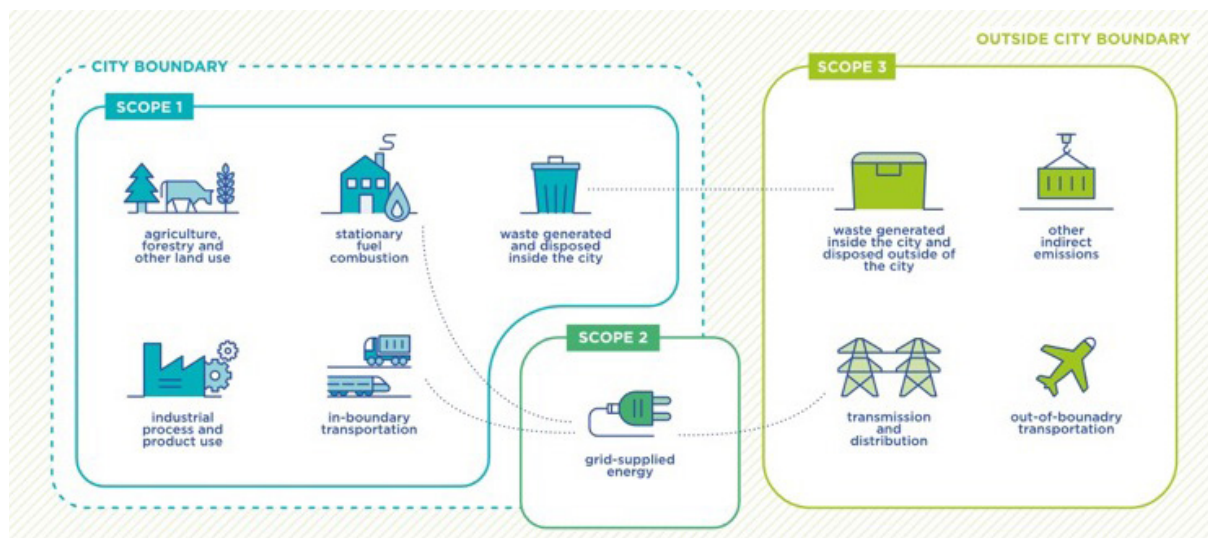 OUTSIDE CITY BOUNDARY
CITY BOUNDARY
SCOPE 3
SCOPE 1
agriculture,
forestry and
other land use
stationary
fuel
combustion
waste generated
and disposed
inside the city
waste generated
inside the city and
disposed outside of
the city
other
indirect
emissions
SCOPE 2
industrial
process and
product use
in-boundary
transportation
grid-supplied
energy
transmission
and
distribution
out-of-bounadry
transportation